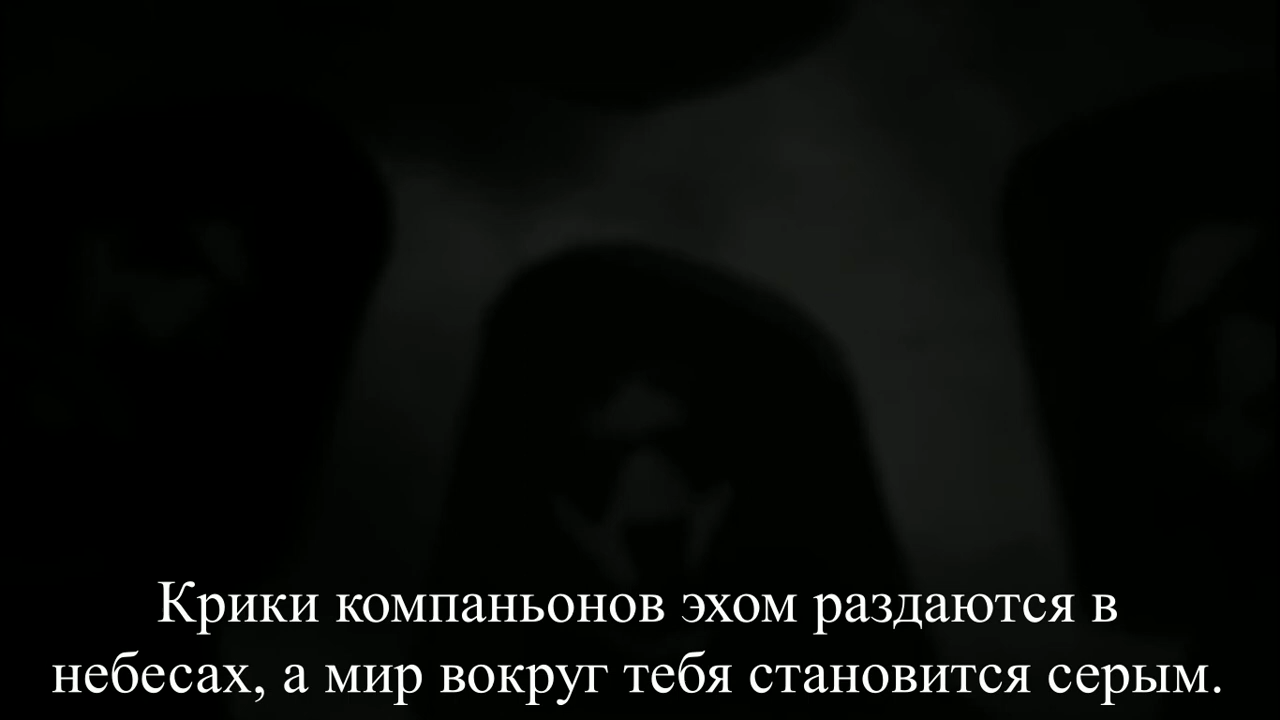 Крики компаньонов эхом раздаются в
небесах, а мир вокруг тебя становится серым.